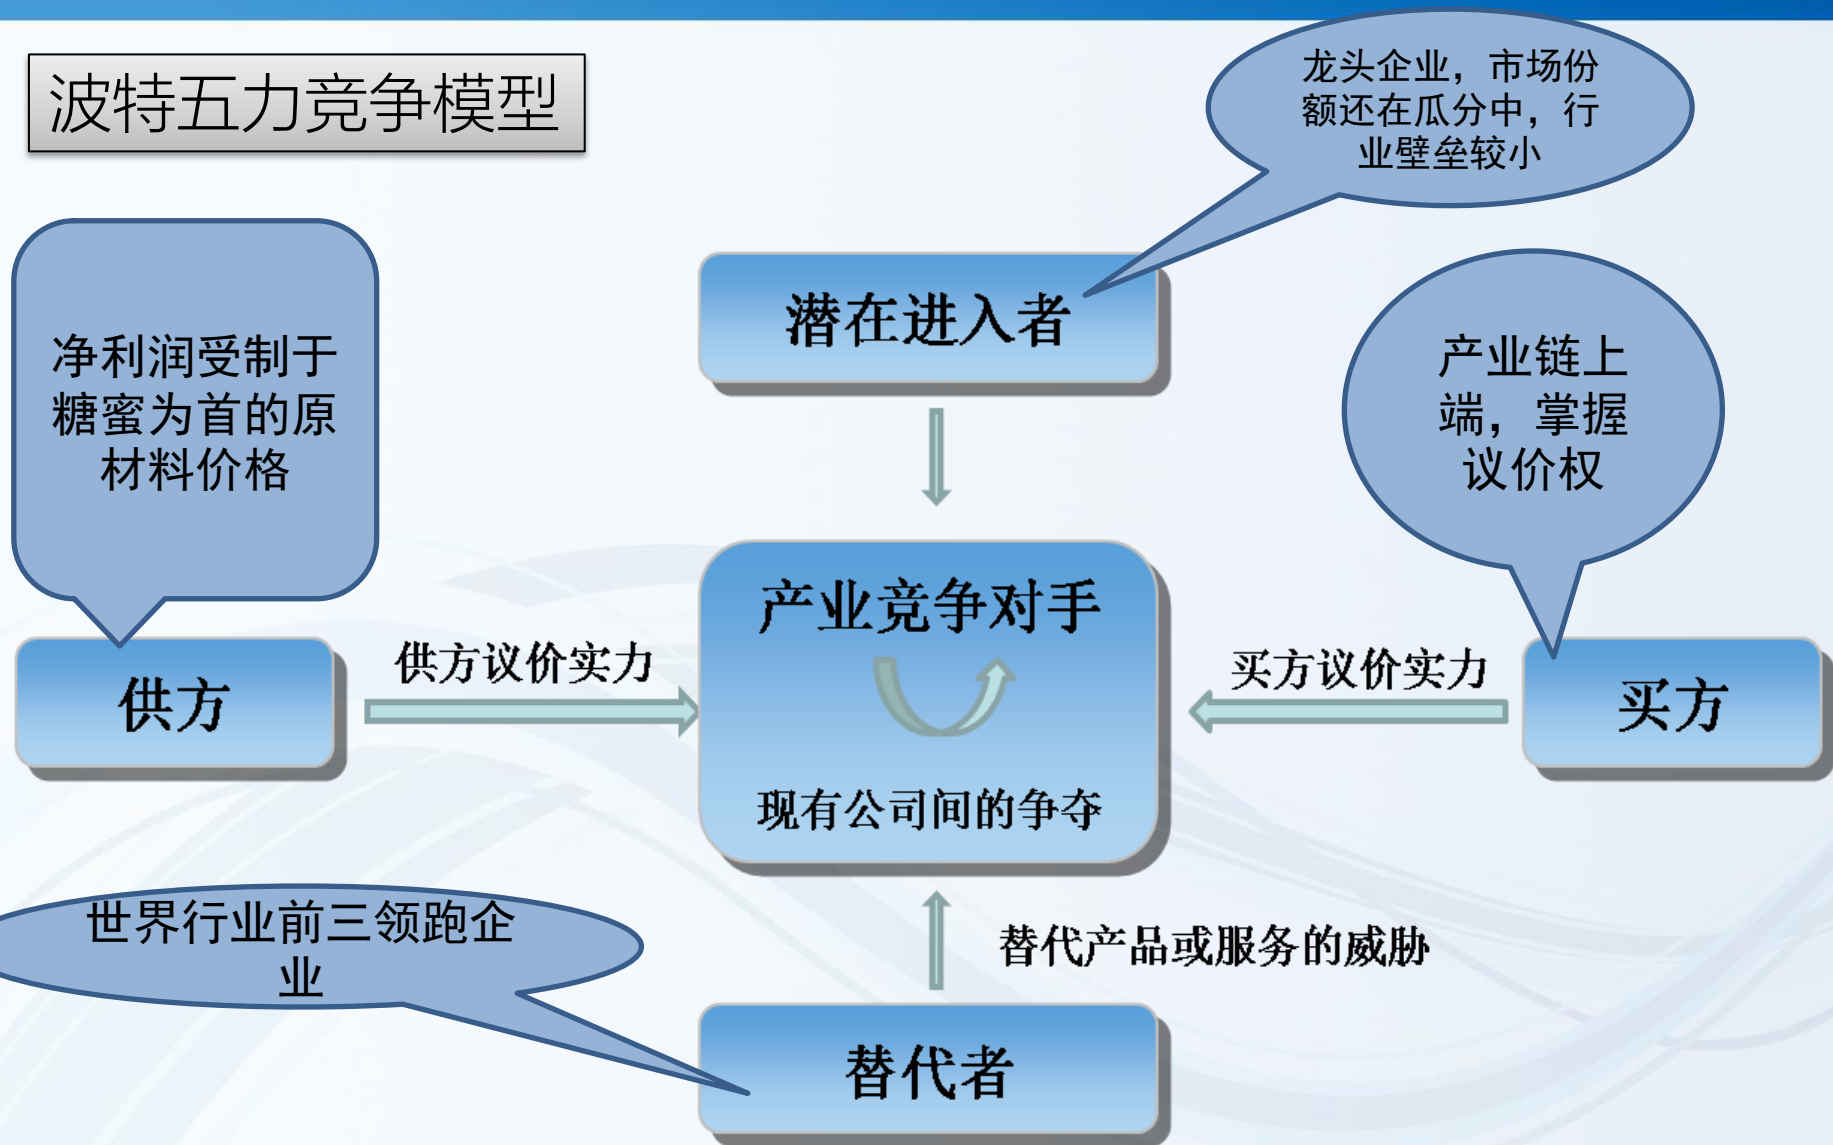 波特五力竞争模型
龙头企业，市场份
额还在瓜分中，行
业壁垒较小
净利润受制于
糖蜜为首的原
材料价格
潜在进入者
产业链上
端，掌握
议价权
产业竞争对手
现有公司间的争夺
供方
供方议价实力
买方议价实力
买方
世界行业前三领跑企
业
替代产品或服务的威胁
替代者